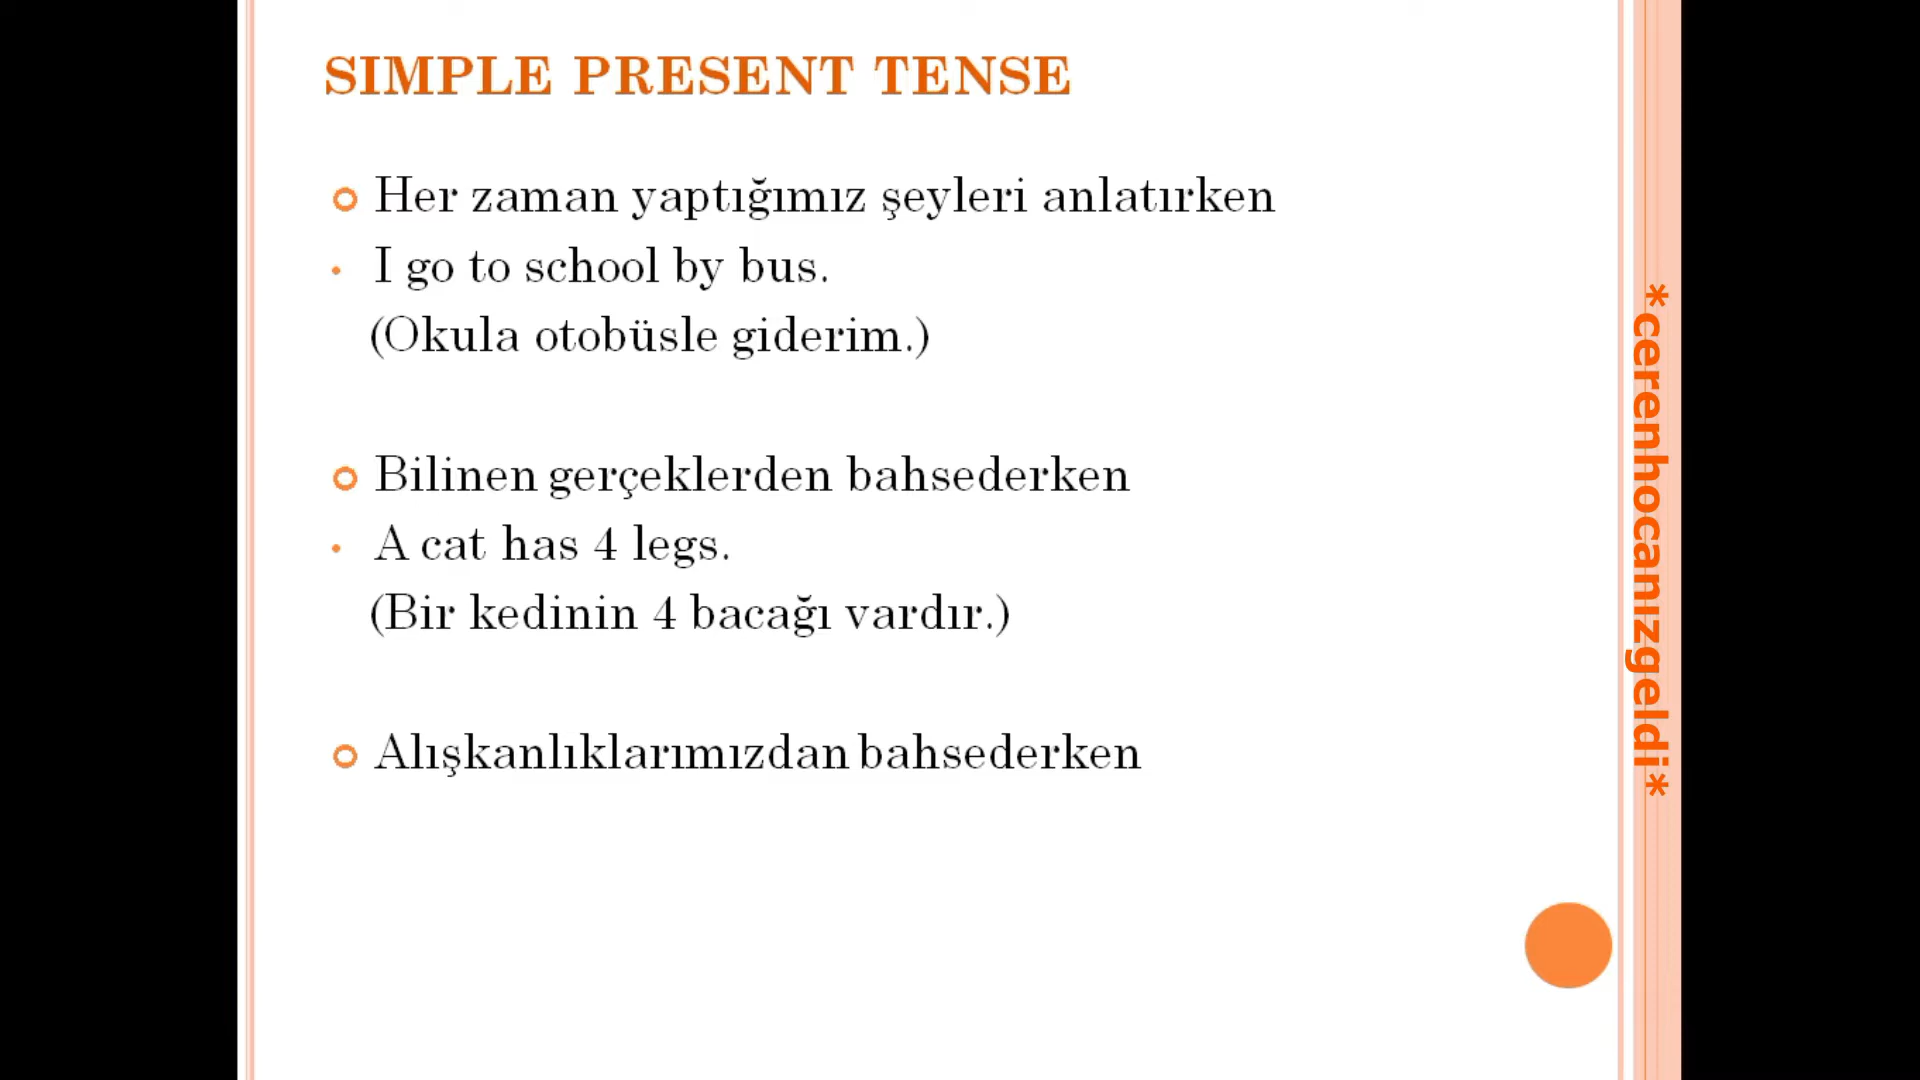 SIMPLE PRESENT TENSE
Her zaman yaptığımız şeyleri anlatırken
I go to school by bus.
(Okula otobüsle giderim.)
Bilinen gerçeklerden bahsederken
A cat has 4 legs.
(Bir kedinin 4 bacağı vardır.)
Alışkanlıklarımızdan bahsederken
*cerenhocanızgeldi*